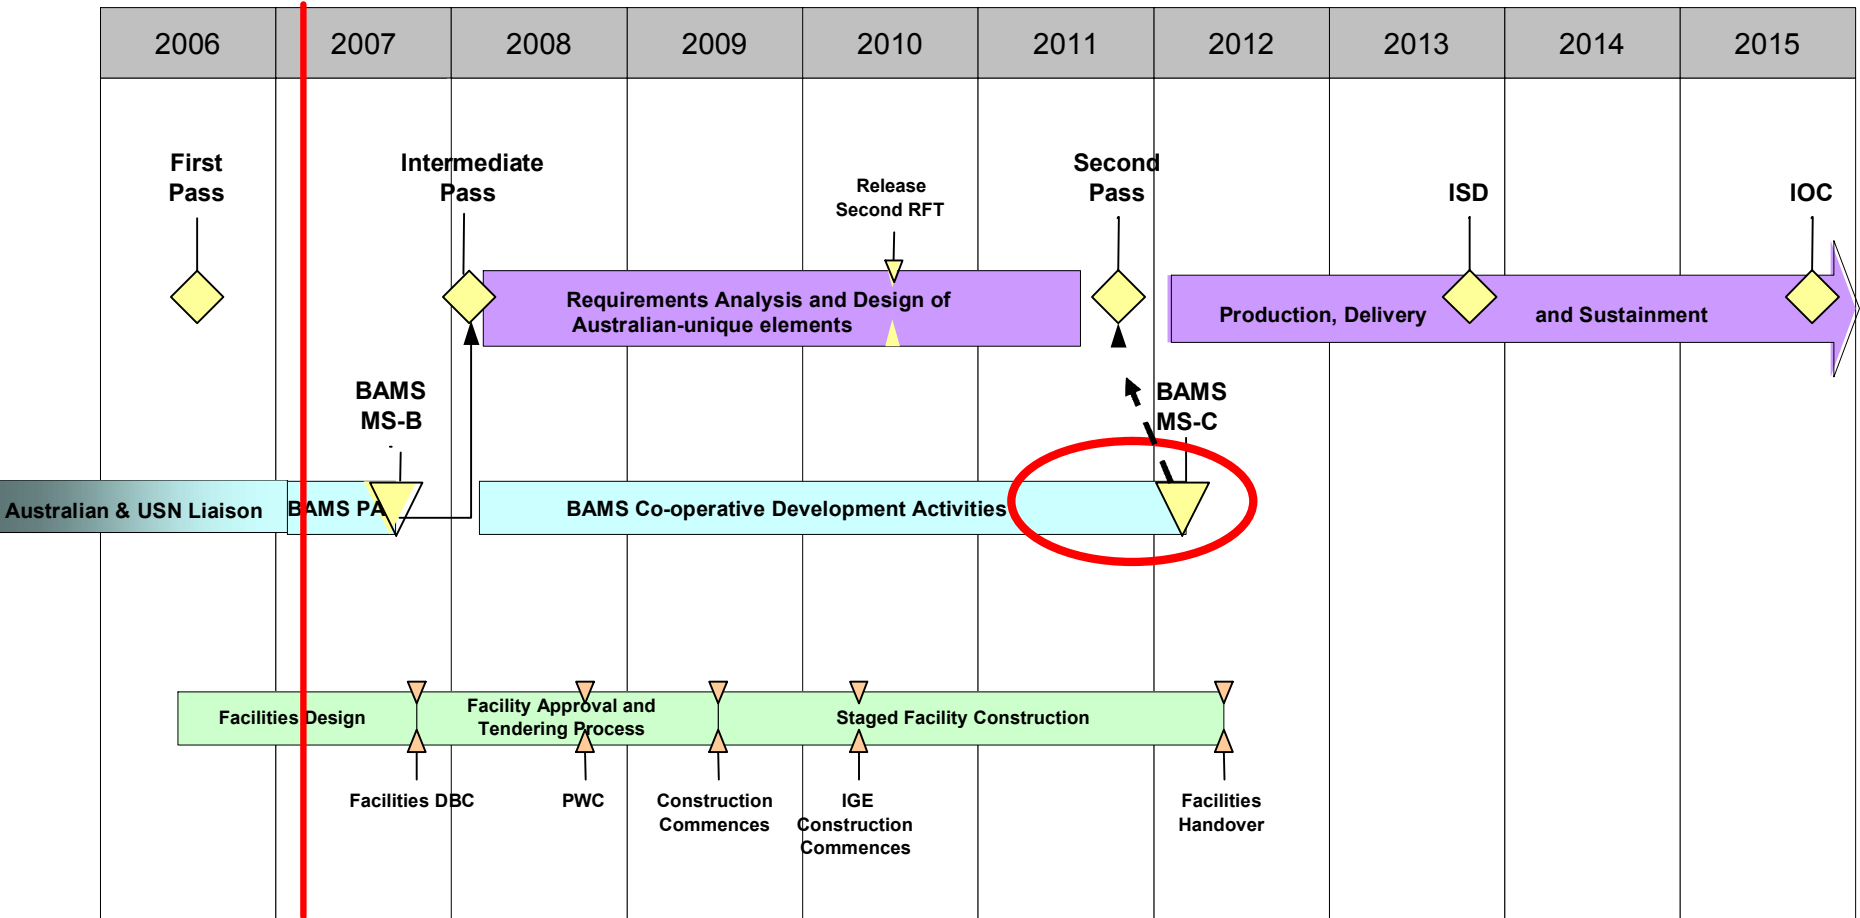 2006 2007 2008 2009 2010 2011 2012 2013 2014 2015
First
Pass
Intermediate
Pass
Release
Second RFT
Second
Pass
ISD
IOC
Requirements Analysis and Design of
Australian-unique elements
Production, Delivery and Sustainment
BAMS
MS-B
BAMS
MS-C
Australian & USN Liaison
BAMS PA
BAMS Co-operative Development Activities
Facilities Design
Facility Approval and
Tendering Process
Staged Facility Construction
Facilities DBC
PWC
Construction
Commences
IGE
Construction
Commences
Facilities
Handover